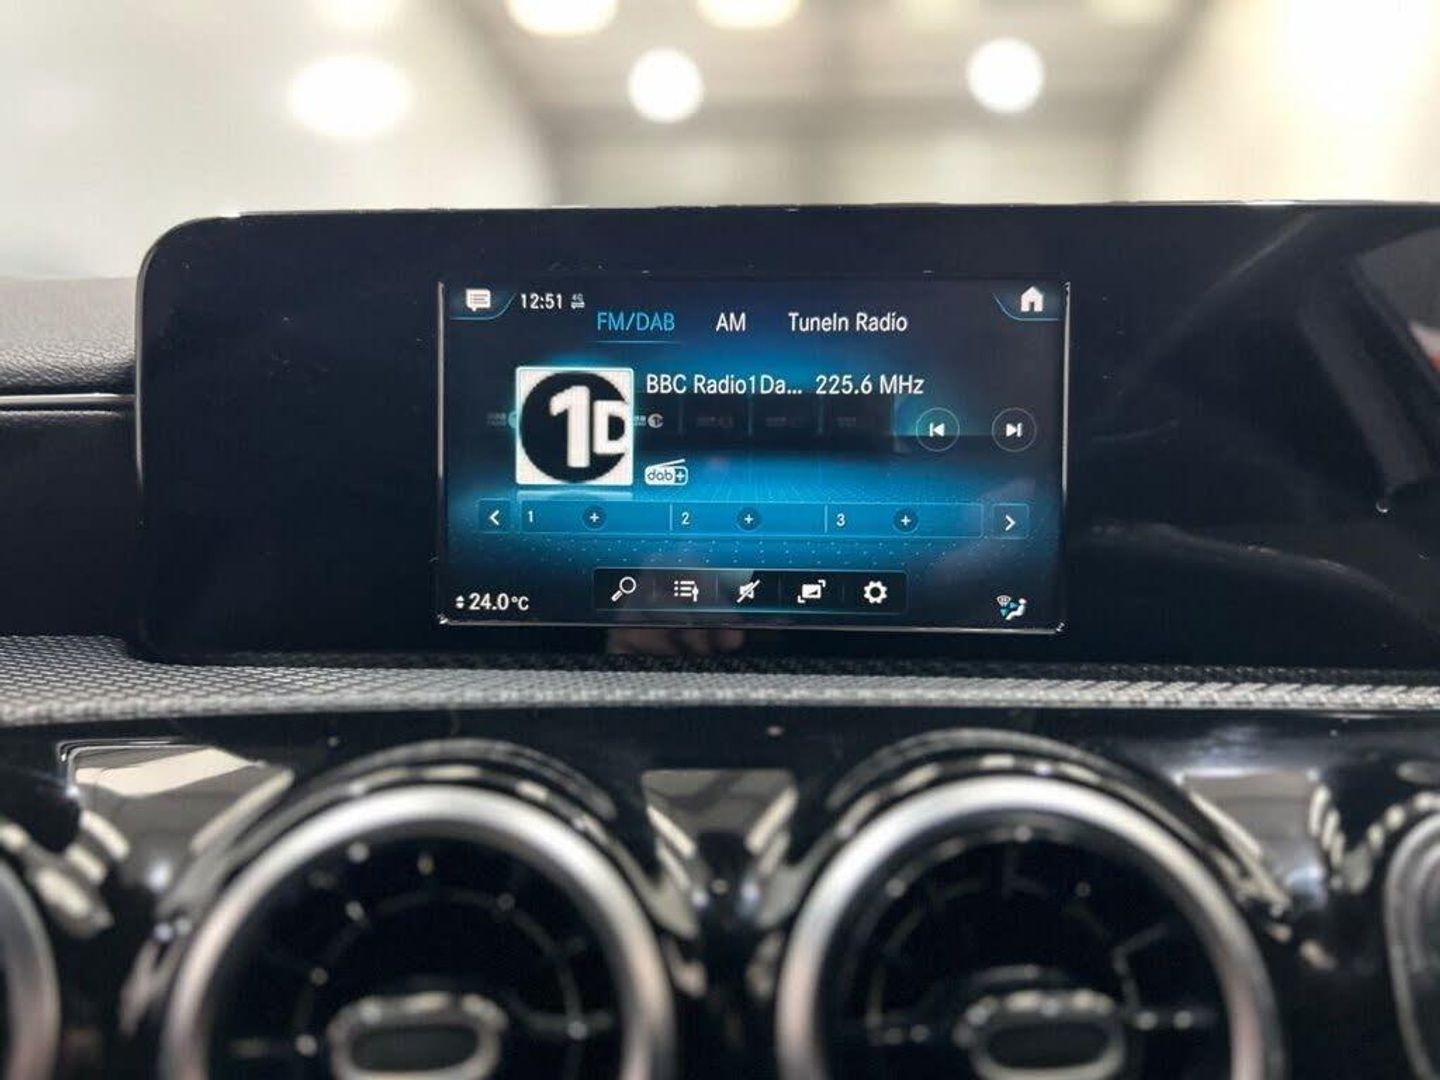 12:51 4G
FM/DAB AM TuneIn Radio
BBC Radio1Da... 225.6 MHz
1D
dab+
1 + 2 + 3 +
24.0°C